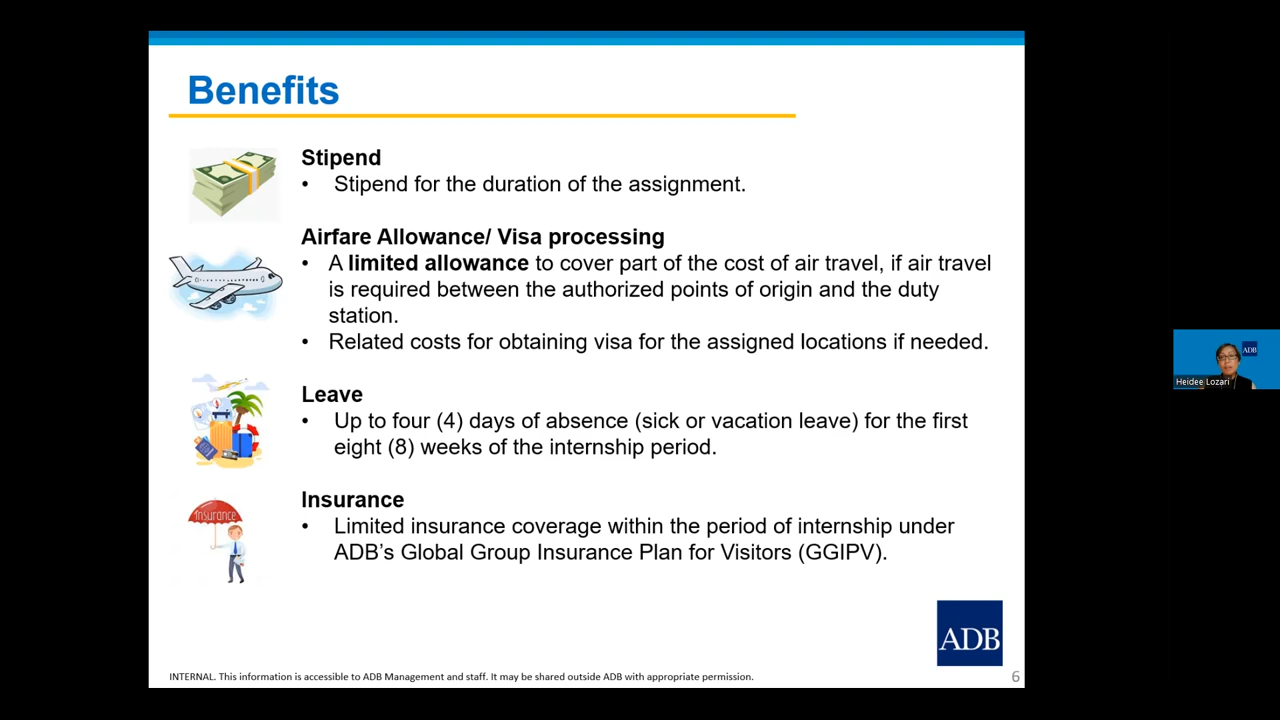 Benefits
Stipend
• Stipend for the duration of the assignment.
Airfare Allowance/ Visa processing
• A limited allowance to cover part of the cost of air travel, if air travel
is required between the authorized points of origin and the duty
station.
• Related costs for obtaining visa for the assigned locations if needed.
Leave
• Up to four (4) days of absence (sick or vacation leave) for the first
eight (8) weeks of the internship period.
Insurance
Insurance
• Limited insurance coverage within the period of internship under
ADB's Global Group Insurance Plan for Visitors (GGIPV).
ADB
INTERNAL. This information is accessible to ADB Management and staff. It may be shared outside ADB with appropriate permission.
6
ADB
Heidee Lozari